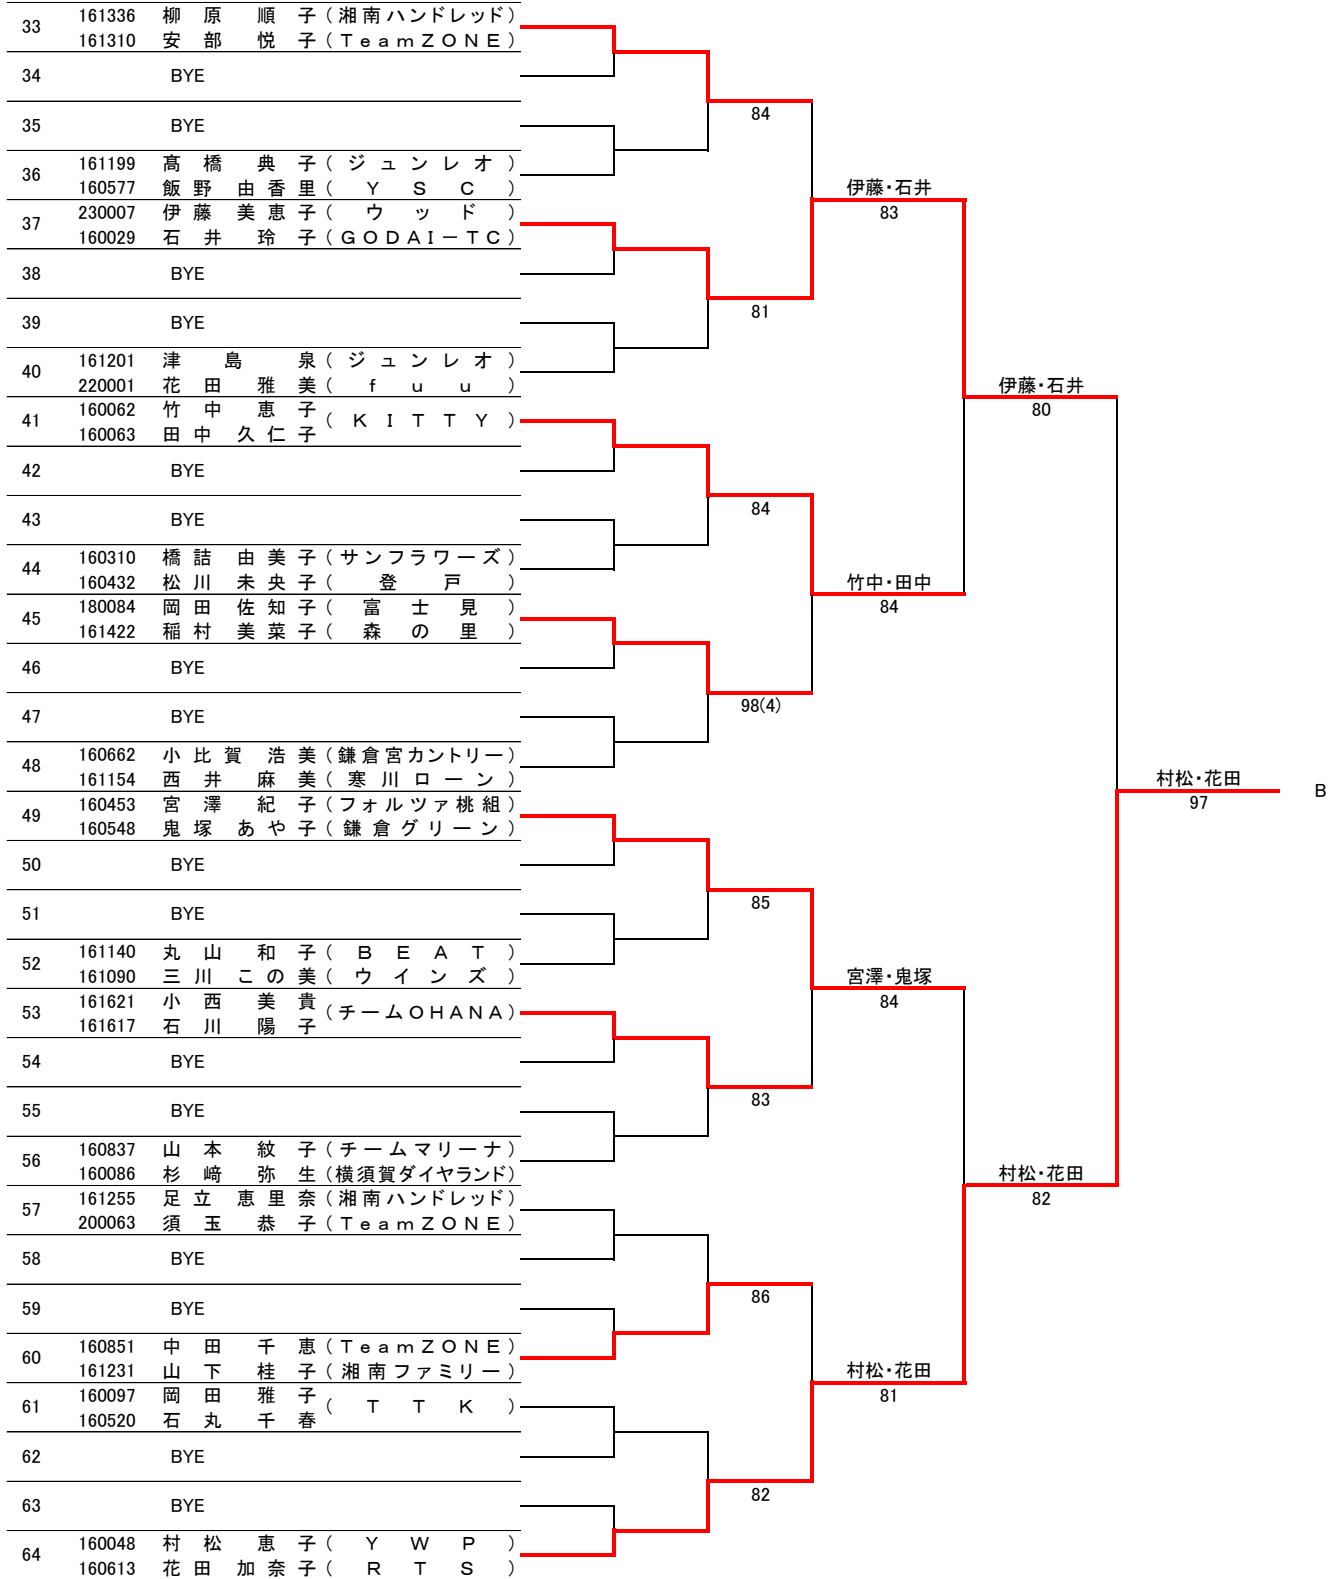 33 161336 柳原 順子(湘南ハンドレッド)
161310 安部 悦子(TeamZONE)
34 BYE
84
35 BYE
36 161199 髙橋 典子(ジュンレオ)
160577 飯野 由香里(YSC)
伊藤・石井
83
37 230007 伊藤 美恵子(ウッド)
160029 石井 玲子(GODAI-TC)
38 BYE
81
39 BYE
40 161201 津島 泉(ジュンレオ)
220001 花田 雅美(fuu)
伊藤・石井
80
41 160062 竹中 恵子(KITTY)
160063 田中 久仁子
42 BYE
84
43 BYE
44 160310 橋詰 由美子(サンフラワーズ)
160432 松川 未央子(登戸)
竹中・田中
84
45 180084 岡田 佐知子(富士見)
161422 稲村 美菜子(森の里)
46 BYE
98(4)
47 BYE
48 160662 小比賀 浩美(鎌倉宮カントリー)
161154 西井 麻美(寒川ローン)
村松・花田
97
B
49 160453 宮澤 紀子(フォルツァ桃組)
160548 鬼塚 あや子(鎌倉グリーン)
50 BYE
85
51 BYE
52 161140 丸山 和子(BEAT)
161090 三川 この美(ウインズ)
宮澤・鬼塚
84
53 161621 小西 美貴(チームOHANA)
161617 石川 陽子
54 BYE
83
55 BYE
56 160837 山本 紋子(チームマリーナ)
160086 杉﨑 弥生(横須賀ダイヤランド)
村松・花田
82
57 161255 足立 恵里奈(湘南ハンドレッド)
200063 須玉 恭子(TeamZONE)
58 BYE
86
59 BYE
60 160851 中田 千恵(TeamZONE)
161231 山下 桂子(湘南ファミリー)
村松・花田
81
61 160097 岡田 雅子(TTK)
160520 石丸 千春
62 BYE
82
63 BYE
64 160048 村松 恵子(YWP)
160613 花田 加奈子(RTS)